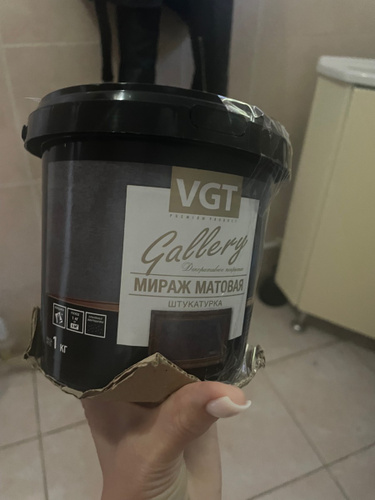 VGT
PREMIUM PRODUCT
Gallery
МИРАЖ МАТОВАЯ
ШТУКАТУРКА
1 кг